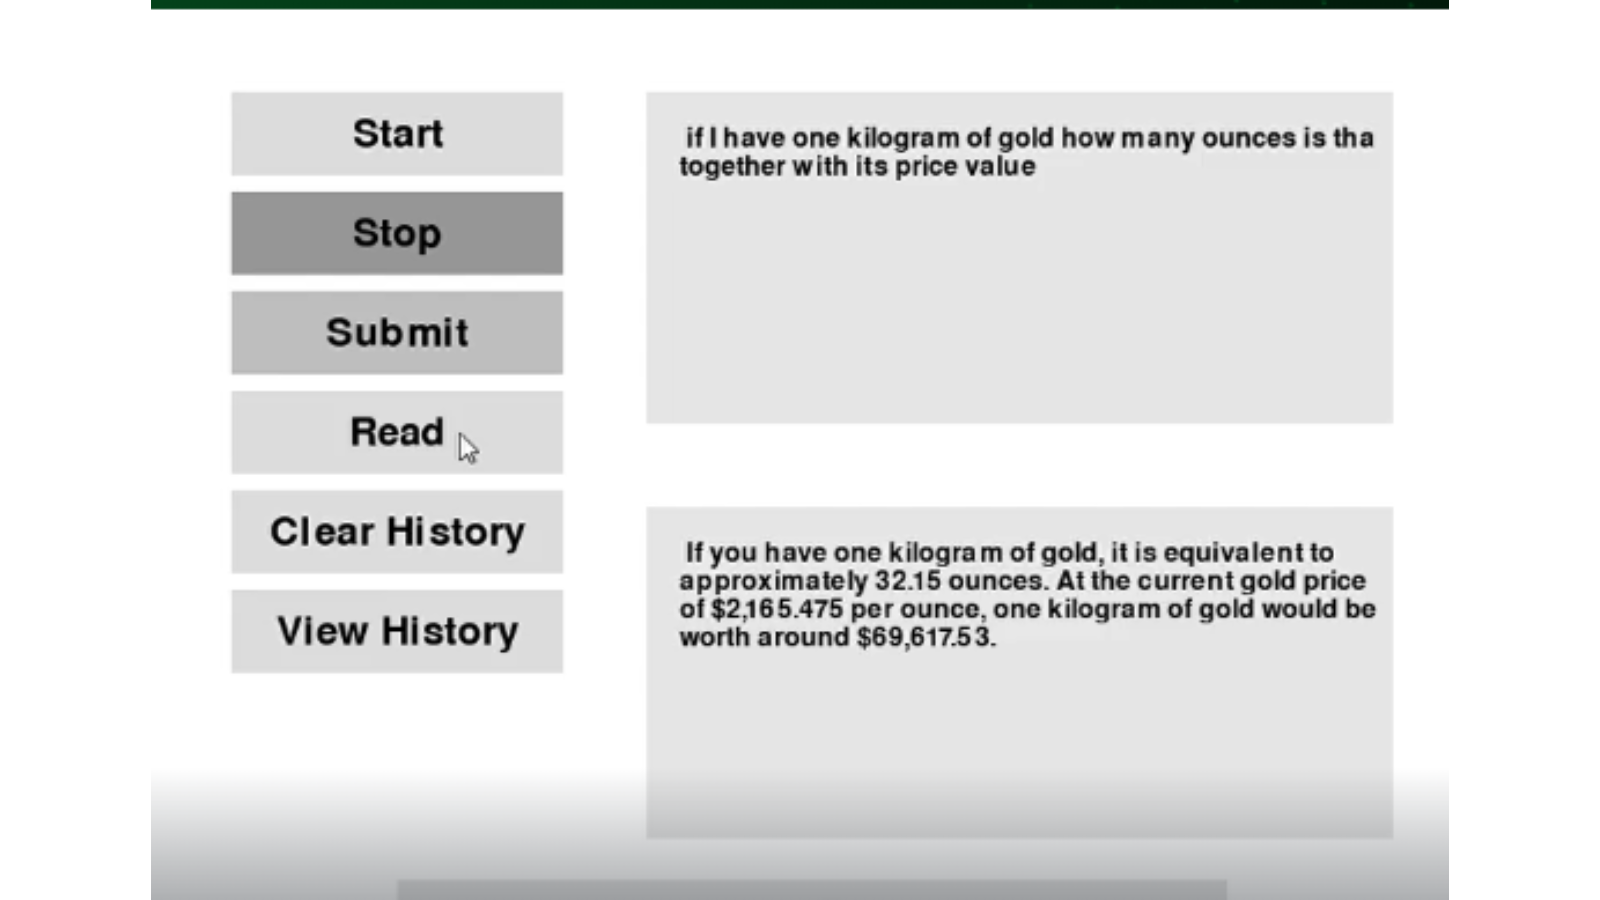 Start
Stop
Submit
Read
Clear History
View History
if I have one kilogram of gold how many ounces is tha
together with its price value
If you have one kilogram of gold, it is equivalent to
approximately 32.15 ounces. At the current gold price
of $2,165.475 per ounce, one kilogram of gold would be
worth around $69,617.53.